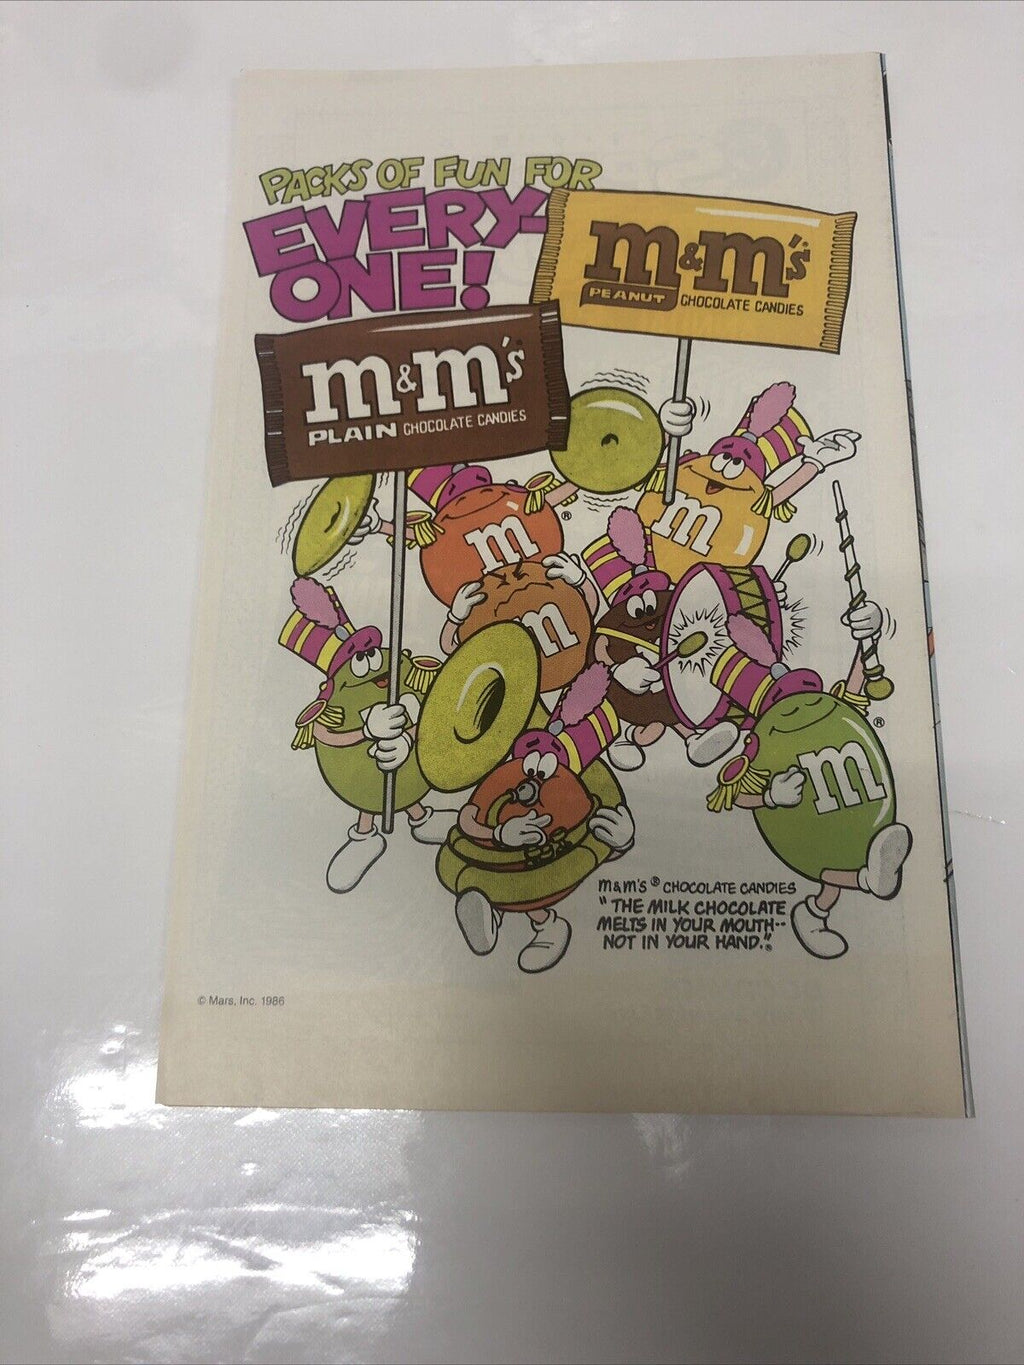 PACKS OF FUN FOR
EVERY-
ONE!
m&m's®
PEANUT CHOCOLATE CANDIES
m&m's®
PLAIN CHOCOLATE CANDIES
m
®
m
m
m
®
m
m&m's® CHOCOLATE CANDIES
"THE MILK CHOCOLATE
MELTS IN YOUR MOUTH--
NOT IN YOUR HAND."®
© Mars, Inc. 1986